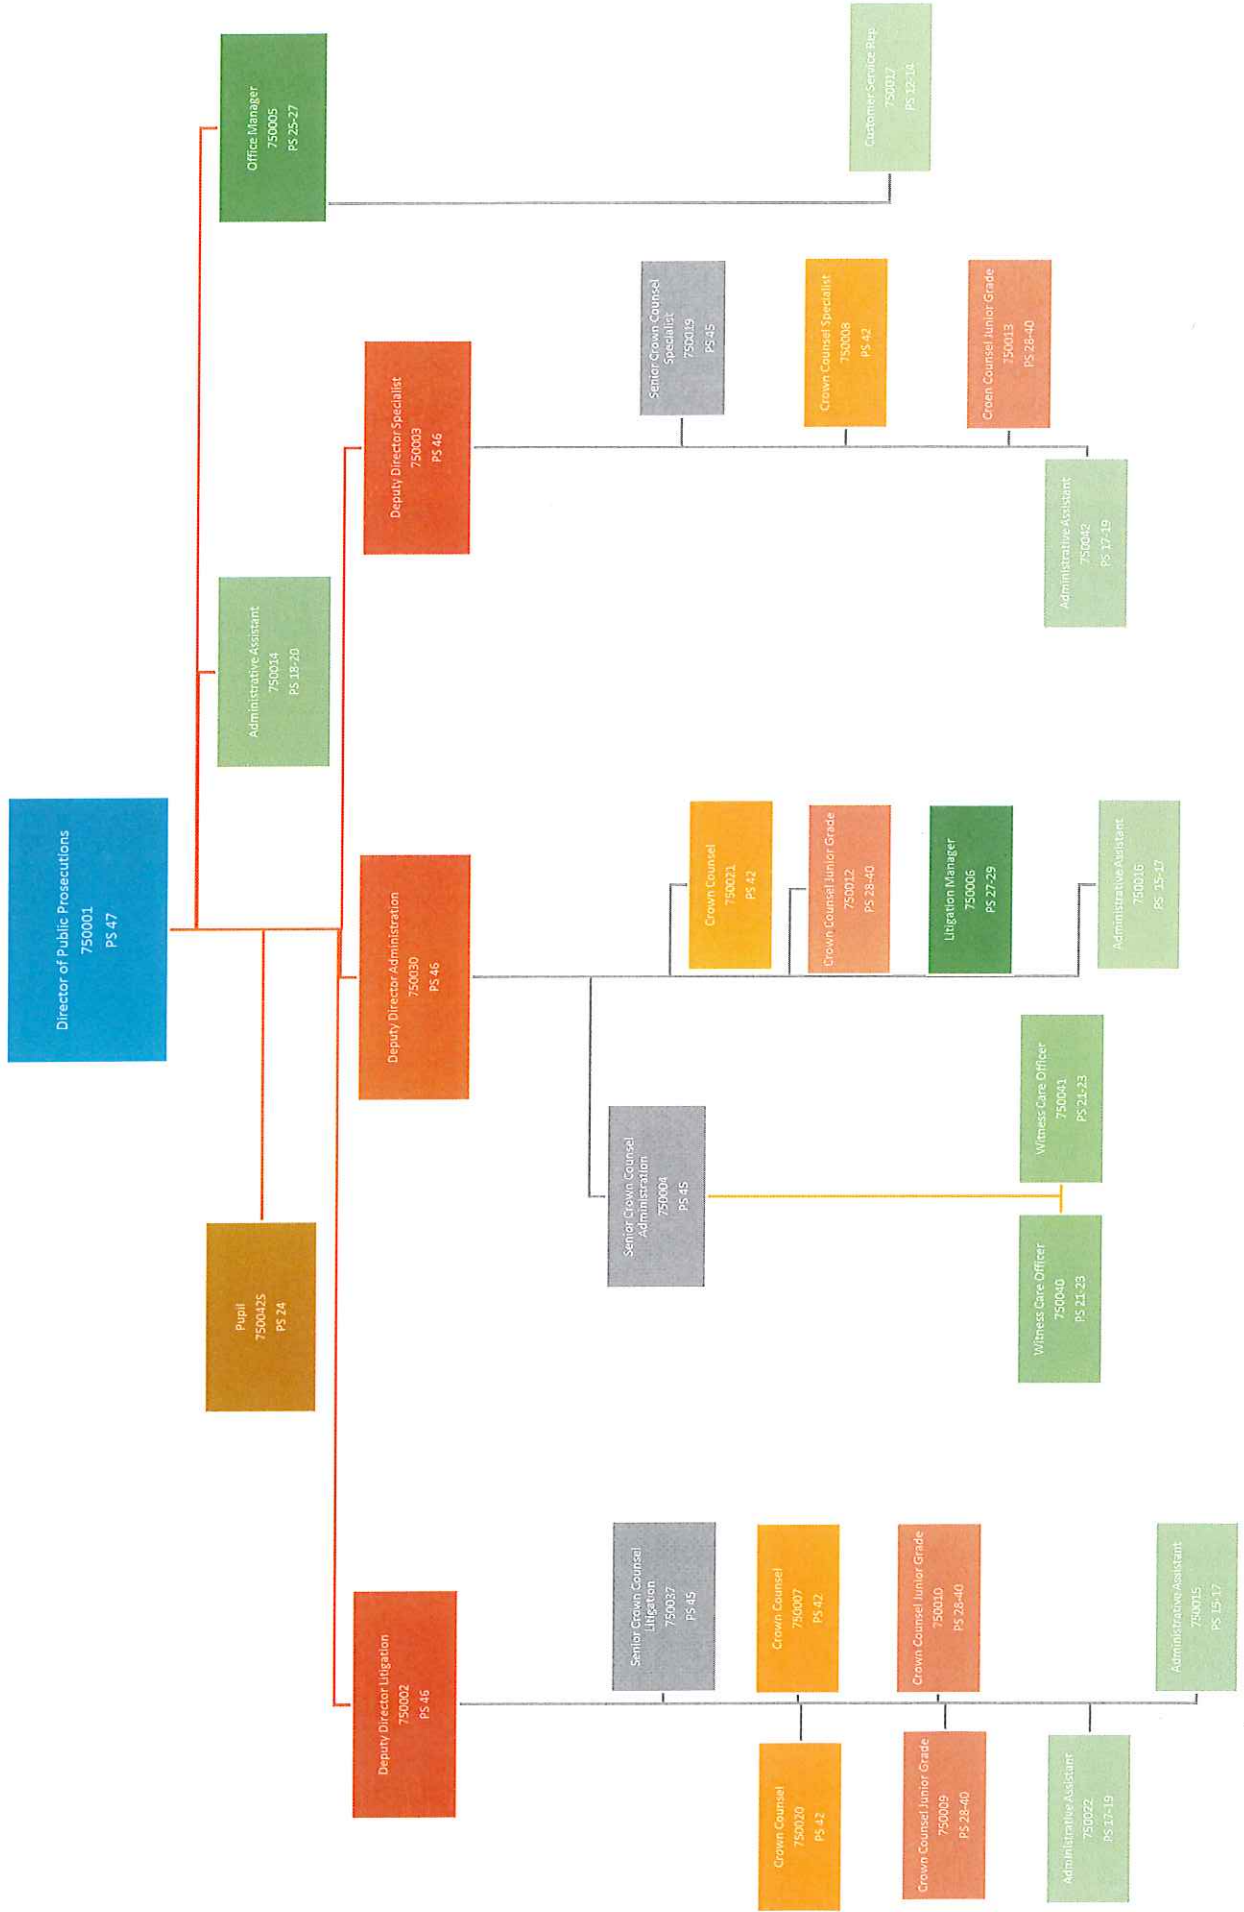 Director of Public Prosecutions
750001
PS 47
Pupil
750042S
PS 24
Administrative Assistant
750014
PS 18-20
Office Manager
750005
PS 25-27
Deputy Director Litigation
750002
PS 46
Deputy Director Administration
750030
PS 46
Deputy Director Specialist
750003
PS 46
Senior Crown Counsel
Litigation
750037
PS 45
Crown Counsel
750020
PS 42
Crown Counsel
750007
PS 42
Crown Counsel Junior Grade
750009
PS 28-40
Crown Counsel Junior Grade
750010
PS 28-40
Administrative Assistant
750022
PS 17-19
Administrative Assistant
750015
PS 15-17
Senior Crown Counsel
Administration
750004
PS 45
Witness Care Officer
750040
PS 21-23
Witness Care Officer
750041
PS 21-23
Crown Counsel
750021
PS 42
Crown Counsel Junior Grade
750012
PS 28-40
Litigation Manager
750006
PS 27-29
Administrative Assistant
750016
PS 15-17
Senior Crown Counsel
Specialist
750019
PS 45
Crown Counsel Specialist
750008
PS 42
Croen Counsel Junior Grade
750013
PS 28-40
Administrative Assistant
750042
PS 17-19
Customer Service Rep
750017
PS 12-14